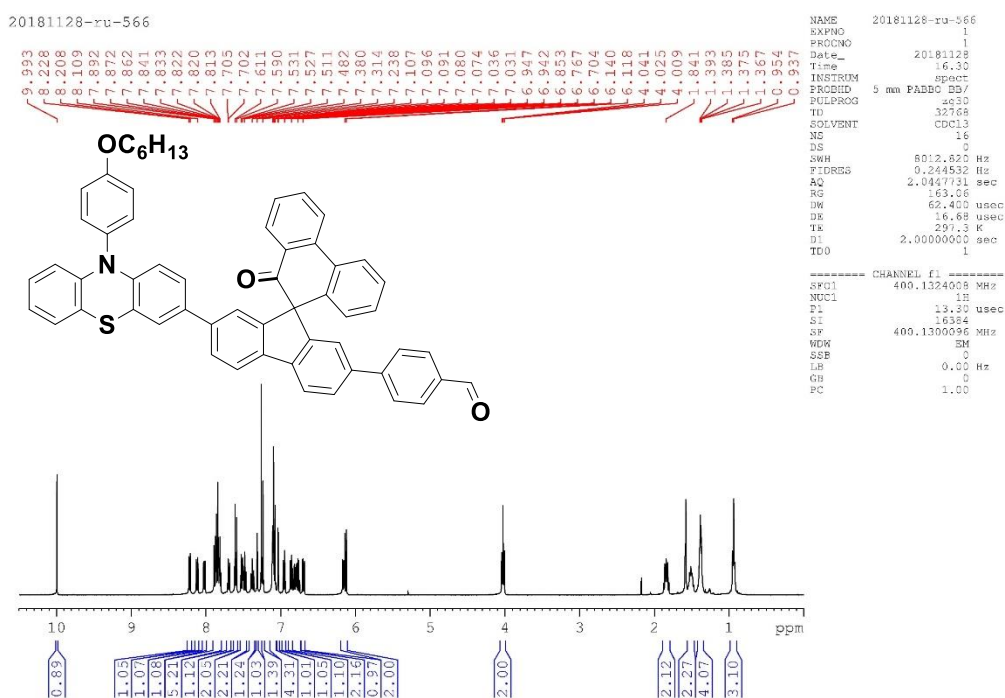 20181128-ru-566
9.993
8.228
8.208
8.109
7.892
7.872
7.862
7.841
7.833
7.822
7.820
7.813
7.705
7.702
7.611
7.590
7.531
7.527
7.511
7.482
7.380
7.314
7.238
7.107
7.096
7.091
7.080
7.074
7.036
7.031
6.947
6.942
6.853
6.767
6.704
6.140
6.118
4.041
4.025
4.009
1.841
1.393
1.385
1.375
1.367
0.954
0.937
OC6H13
N
S
O
O
10 9 8 7 6 5 4 3 2 1 ppm
0.89
1.05
1.07
1.08
5.21
1.12
2.05
2.21
1.24
1.03
1.39
4.31
1.01
1.05
1.10
2.16
0.97
2.00
2.00
2.12
2.27
4.07
3.10
NAME 20181128-ru-566
EXPNO 1
PROCNO 1
Date_ 20181128
Time 16.30
INSTRUM spect
PROBHD 5 mm PABBO BB/
PULPROG zg30
TD 32768
SOLVENT CDCl3
NS 16
DS 0
SWH 8012.820 Hz
FIDRES 0.244532 Hz
AQ 2.0447731 sec
RG 163.06
DW 62.400 usec
DE 16.68 usec
TE 297.3 K
D1 2.00000000 sec
TD0 1
======== CHANNEL f1 ========
SFO1 400.1324008 MHz
NUC1 1H
P1 13.30 usec
SI 16384
SF 400.1300096 MHz
WDW EM
SSB 0
LB 0.00 Hz
GB 0
PC 1.00